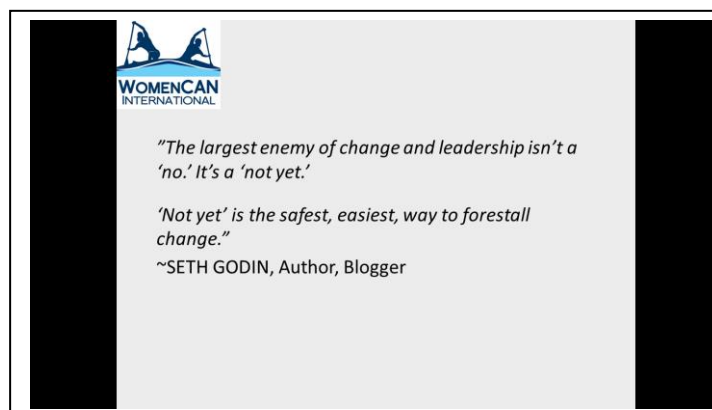 WOMENCAN
INTERNATIONAL
"The largest enemy of change and leadership isn't a
'no.' It's a 'not yet.'
'Not yet' is the safest, easiest, way to forestall
change."
~SETH GODIN, Author, Blogger